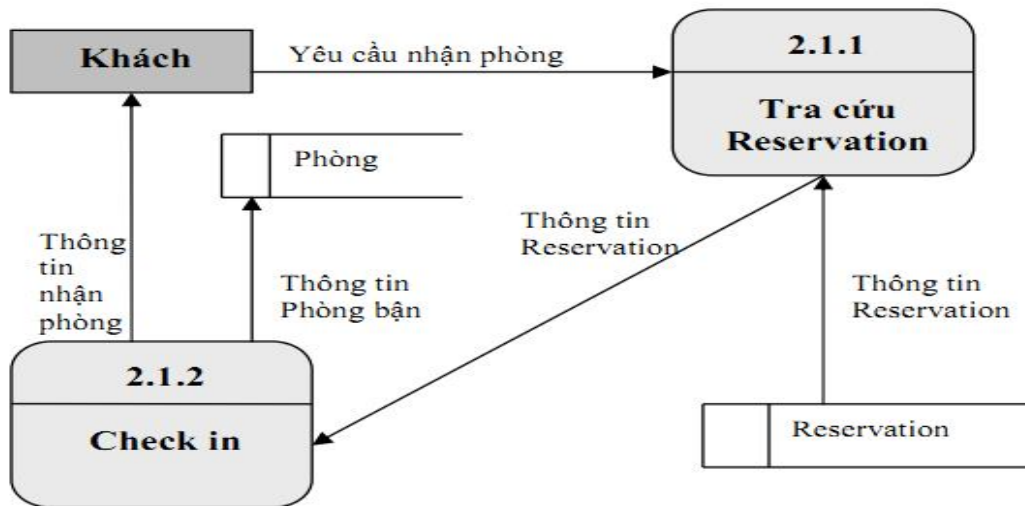 Khách
Yêu cầu nhận phòng
2.1.1
Tra cứu
Reservation
Phòng
Thông tin
Reservation
Thông
tin
nhận
phòng
Thông tin
Phòng bận
Thông tin
Reservation
2.1.2
Check in
Reservation